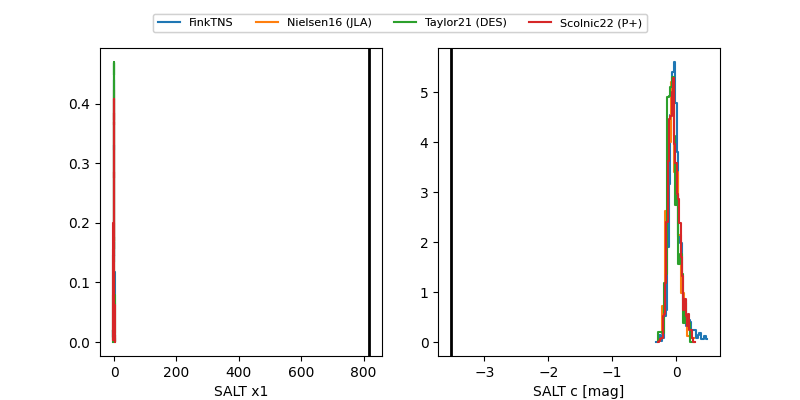 FinkTNS Nielsen16 (JLA) Taylor21 (DES) Scolnic22 (P+)
0.4
0.3
0.2
0.1
0.0
0 200 400 600 800
SALT x1
5
4
3
2
1
0
−3 −2 −1 0
SALT c [mag]